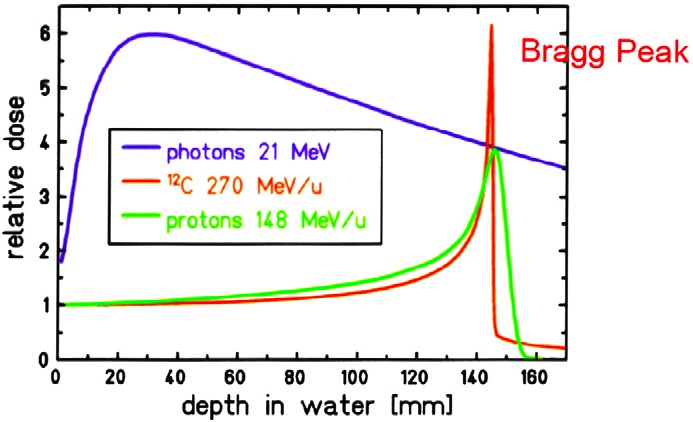 6
5
4
3
2
1
0
relative dose
Bragg Peak
photons 21 MeV
¹²C 270 MeV/u
protons 148 MeV/u
0 20 40 60 80 100 120 140 160
depth in water [mm]